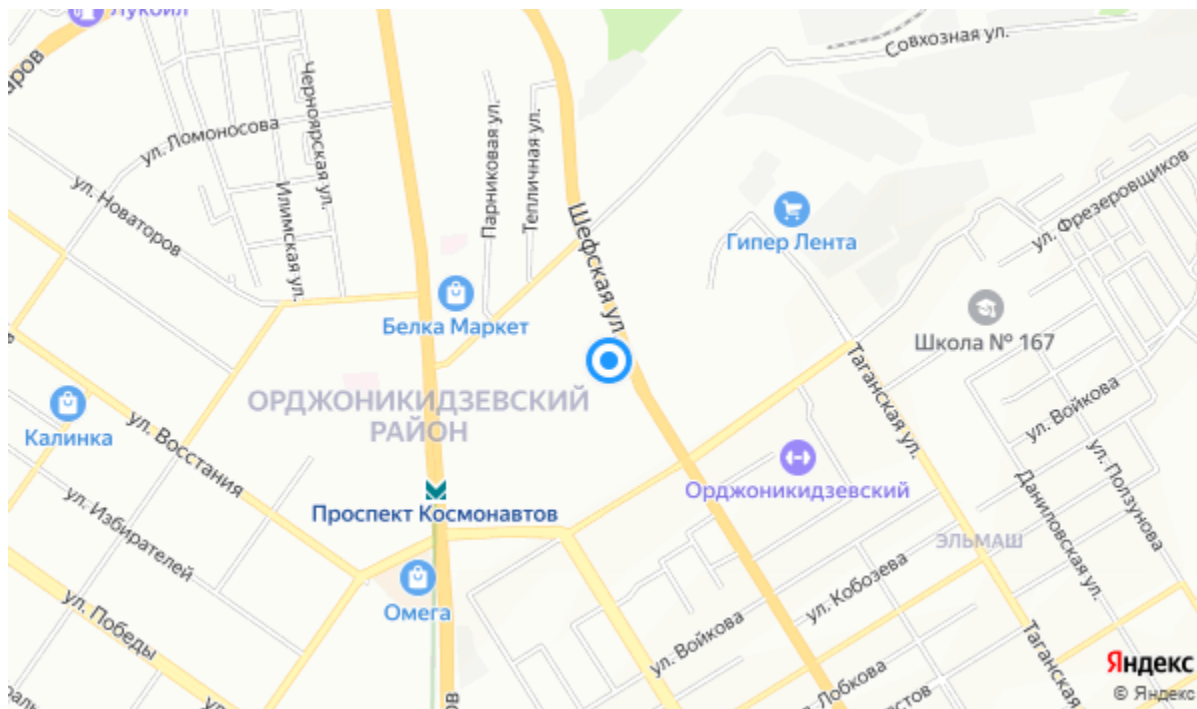 Лукойл
Совхозная ул.
Черноярская ул.
ул. Ломоносова
Парниковая ул.
Тепличная ул.
ул. Фрезеровщиков
ул. Новаторов
Илимская ул.
Шефская ул.
Гипер Лента
Белка Маркет
Школа № 167
Таганская ул.
ОРДЖОНИКИДЗЕВСКИЙ
РАЙОН
Калинка
ул. Восстания
ул. Войкова
Орджоникидзевский
ул. Ползунова
Даниловская ул.
Проспект Космонавтов
ул. Избирателей
ЭЛЬМАШ
ул. Кобозева
Омега
ул. Победы
ул. Войкова
Таганская
Лобкова
Яндекс
© Яндекс